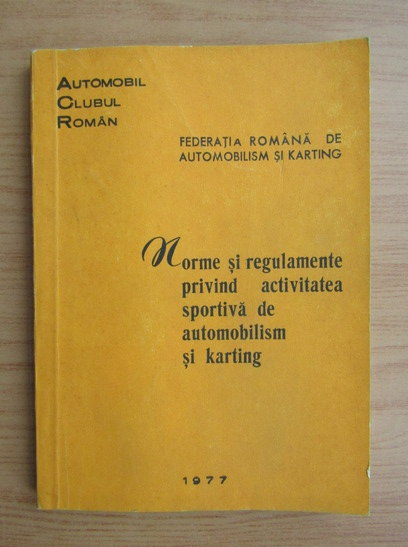 AUTOMOBIL
CLUBUL
ROMÂN
FEDERAȚIA ROMÂNĂ DE
AUTOMOBILISM ȘI KARTING
Norme și regulamente
privind activitatea
sportivă de
automobilism
și karting
1977